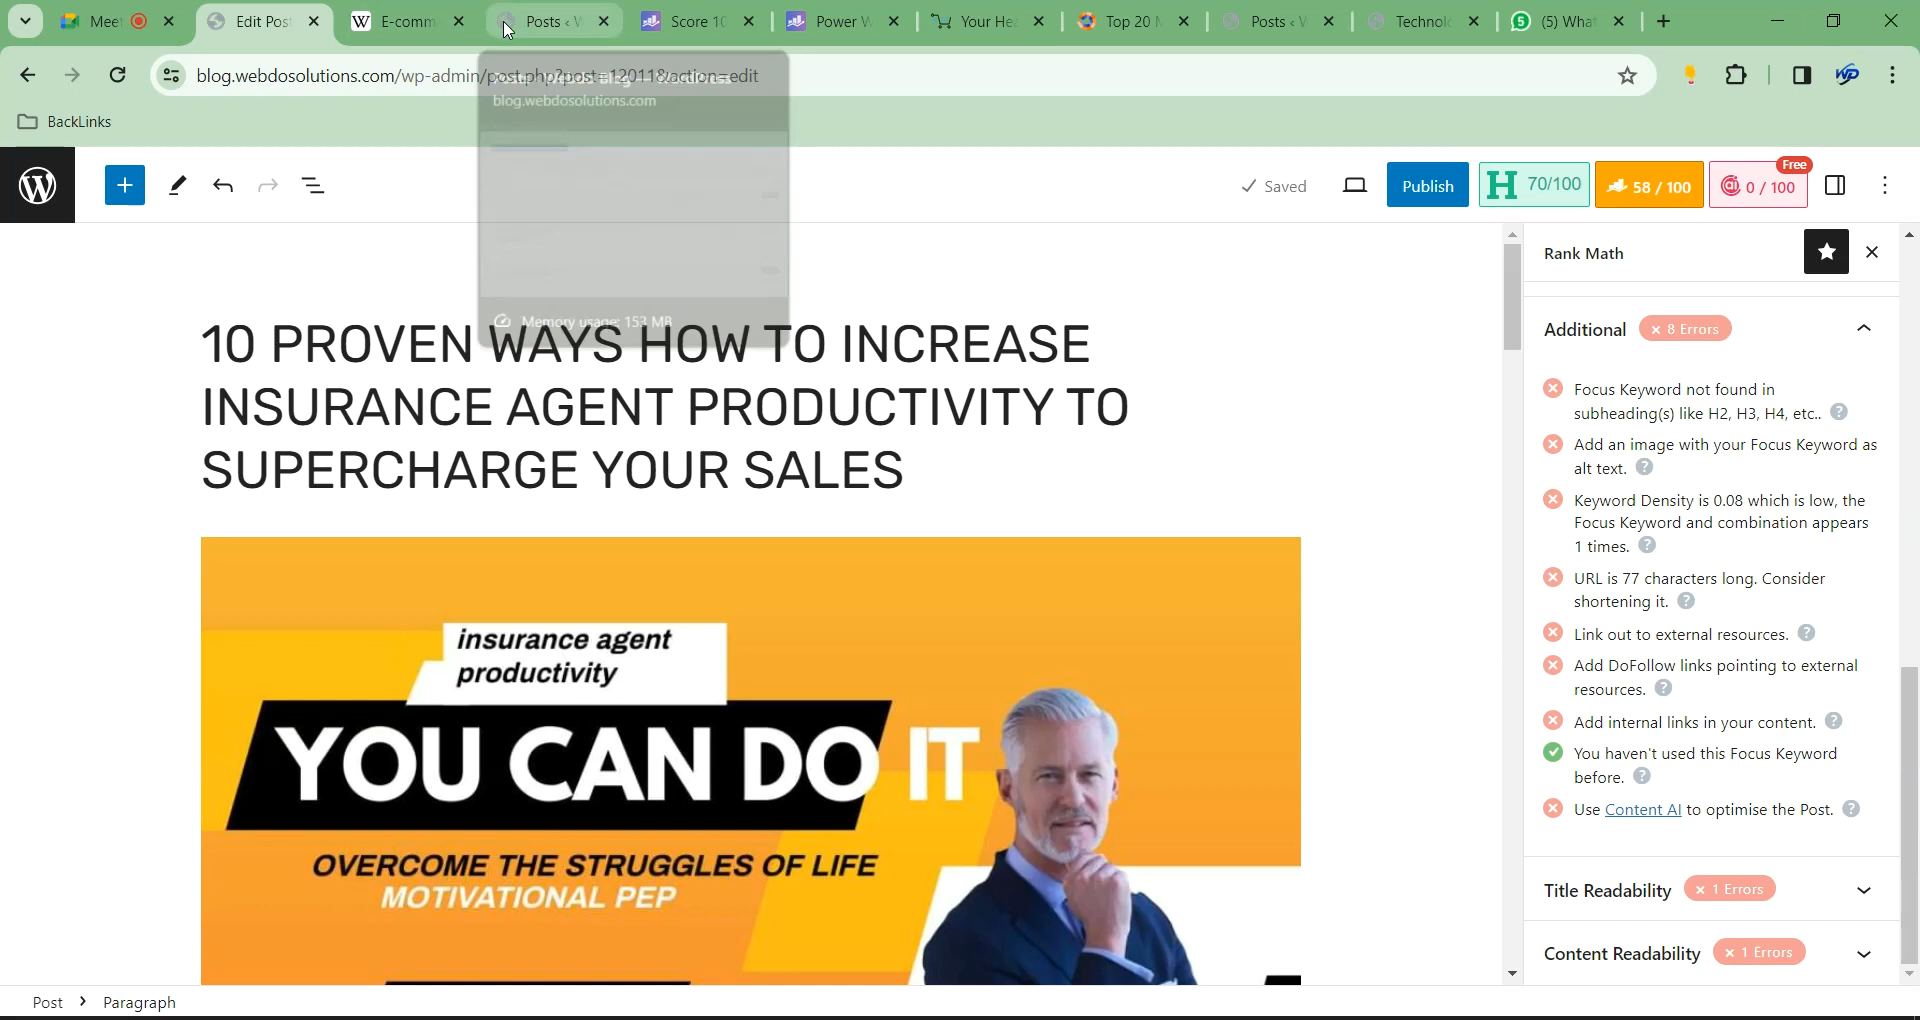 Meet
Edit Pos
E-comm
Posts ‹ W
Score 10
Power W
Your He
Top 20
Posts ‹ V
Technolo
(5) What
blog.webdosolutions.com/wp-admin/post.php?post=12011&action=edit
blog.webdosolutions.com
BackLinks
Saved
Publish
H 70/100
58 / 100
0 / 100
Free
Memory usage: 153 MB
10 PROVEN WAYS HOW TO INCREASE
INSURANCE AGENT PRODUCTIVITY TO
SUPERCHARGE YOUR SALES
insurance agent
productivity
YOU CAN DO IT
OVERCOME THE STRUGGLES OF LIFE
MOTIVATIONAL PEP
Rank Math
Additional × 8 Errors
Focus Keyword not found in
subheading(s) like H2, H3, H4, etc..
Add an image with your Focus Keyword as
alt text.
Keyword Density is 0.08 which is low, the
Focus Keyword and combination appears
1 times.
URL is 77 characters long. Consider
shortening it.
Link out to external resources.
Add DoFollow links pointing to external
resources.
Add internal links in your content.
You haven't used this Focus Keyword
before.
Use Content AI to optimise the Post.
Title Readability × 1 Errors
Content Readability × 1 Errors
Post › Paragraph